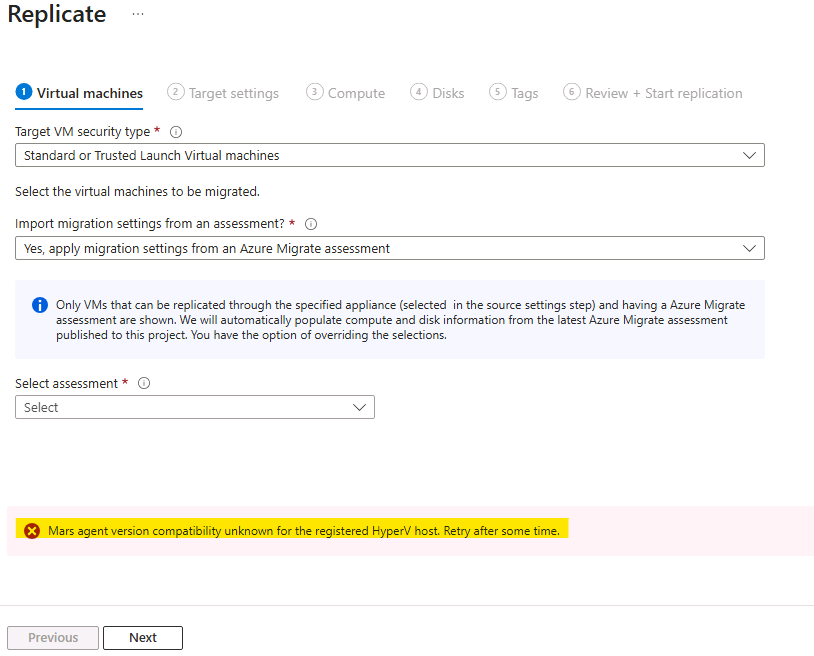 Replicate ...
1 Virtual machines 2 Target settings 3 Compute 4 Disks 5 Tags 6 Review + Start replication
Target VM security type *
Standard or Trusted Launch Virtual machines
Select the virtual machines to be migrated.
Import migration settings from an assessment? *
Yes, apply migration settings from an Azure Migrate assessment
Only VMs that can be replicated through the specified appliance (selected in the source settings step) and having a Azure Migrate
assessment are shown. We will automatically populate compute and disk information from the latest Azure Migrate assessment
published to this project. You have the option of overriding the selections.
Select assessment *
Select
Mars agent version compatibility unknown for the registered HyperV host. Retry after some time.
Previous Next